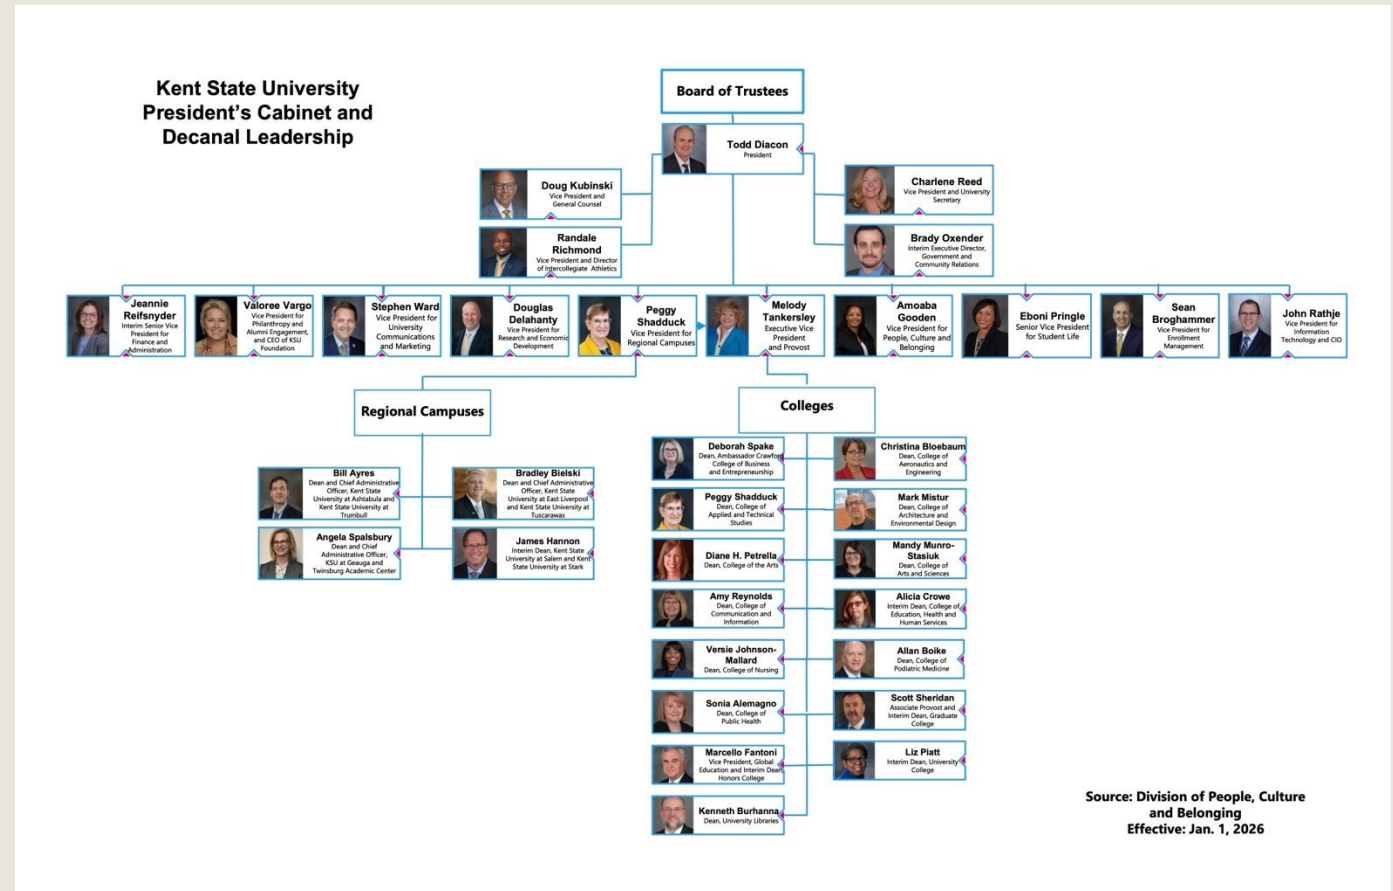 Kent State University
President's Cabinet and
Decanal Leadership
Board of Trustees
Todd Diacon
President
Doug Kubinski
Vice President and
General Counsel
Charlene Reed
Vice President and University
Secretary
Randale
Richmond
Vice President and Director
of Intercollegiate Athletics
Brady Oxender
Interim Executive Director,
Government and
Community Relations
Jeannie
Reifsnyder
Interim Senior Vice
President for
Finance and
Administration
Valoree Vargo
Vice President for
Philanthropy and
Alumni Engagement,
and CEO of KSU
Foundation
Stephen Ward
Vice President for
University
Communications
and Marketing
Douglas
Delahanty
Vice President for
Research and Economic
Development
Peggy
Shadduck
Vice President for
Regional Campuses
Melody
Tankersley
Executive Vice
President
and Provost
Amoaba
Gooden
Vice President for
People, Culture and
Belonging
Eboni Pringle
Senior Vice President
for Student Life
Sean
Broghammer
Vice President for
Enrollment
Management
John Rathje
Vice President for
Information
Technology and CIO
Regional Campuses
Bill Ayres
Dean and Chief Administrative
Officer, Kent State
University at Ashtabula and
Kent State University at
Trumbull
Bradley Bielski
Dean and Chief Administrative
Officer, Kent State
University at East Liverpool
and Kent State University at
Tuscarawas
Angela Spalsbury
Dean and Chief
Administrative Officer,
KSU at Geauga and
Twinsburg Academic Center
James Hannon
Interim Dean, Kent State
University at Salem and Kent
State University at Stark
Colleges
Deborah Spake
Dean, Ambassador Crawford
College of Business
and Entrepreneurship
Christina Bloebaum
Dean, College of
Aeronautics and
Engineering
Peggy Shadduck
Dean, College of
Applied and Technical
Studies
Mark Mistur
Dean, College of
Architecture and
Environmental Design
Diane H. Petrella
Dean, College of the Arts
Mandy Munro-
Stasiuk
Dean, College of
Arts and Sciences
Amy Reynolds
Dean, College of
Communication and
Information
Alicia Crowe
Interim Dean, College of
Education, Health and
Human Services
Versie Johnson-
Mallard
Dean, College of Nursing
Allan Boike
Dean, College of
Podiatric Medicine
Sonia Alemagno
Dean, College of
Public Health
Scott Sheridan
Associate Provost and
Interim Dean, Graduate
College
Marcello Fantoni
Vice President, Global
Education and Interim Dean,
Honors College
Liz Piatt
Interim Dean, University
College
Kenneth Burhanna
Dean, University Libraries
Source: Division of People, Culture
and Belonging
Effective: Jan. 1, 2026